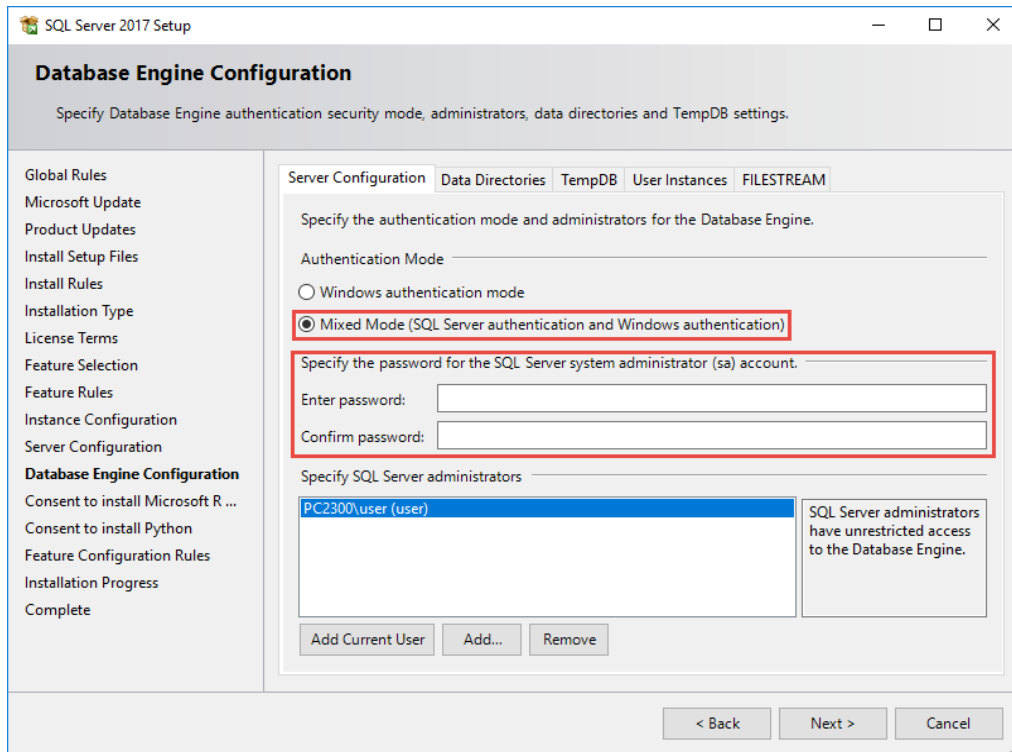 SQL Server 2017 Setup
Database Engine Configuration
Specify Database Engine authentication security mode, administrators, data directories and TempDB settings.
Global Rules
Microsoft Update
Product Updates
Install Setup Files
Install Rules
Installation Type
License Terms
Feature Selection
Feature Rules
Instance Configuration
Server Configuration
Database Engine Configuration
Consent to install Microsoft R ...
Consent to install Python
Feature Configuration Rules
Installation Progress
Complete
Server Configuration Data Directories TempDB User Instances FILESTREAM
Specify the authentication mode and administrators for the Database Engine.
Authentication Mode
Windows authentication mode
Mixed Mode (SQL Server authentication and Windows authentication)
Specify the password for the SQL Server system administrator (sa) account.
Enter password:
Confirm password:
Specify SQL Server administrators
PC2300\user (user)
SQL Server administrators
have unrestricted access
to the Database Engine.
Add Current User Add... Remove
< Back Next > Cancel